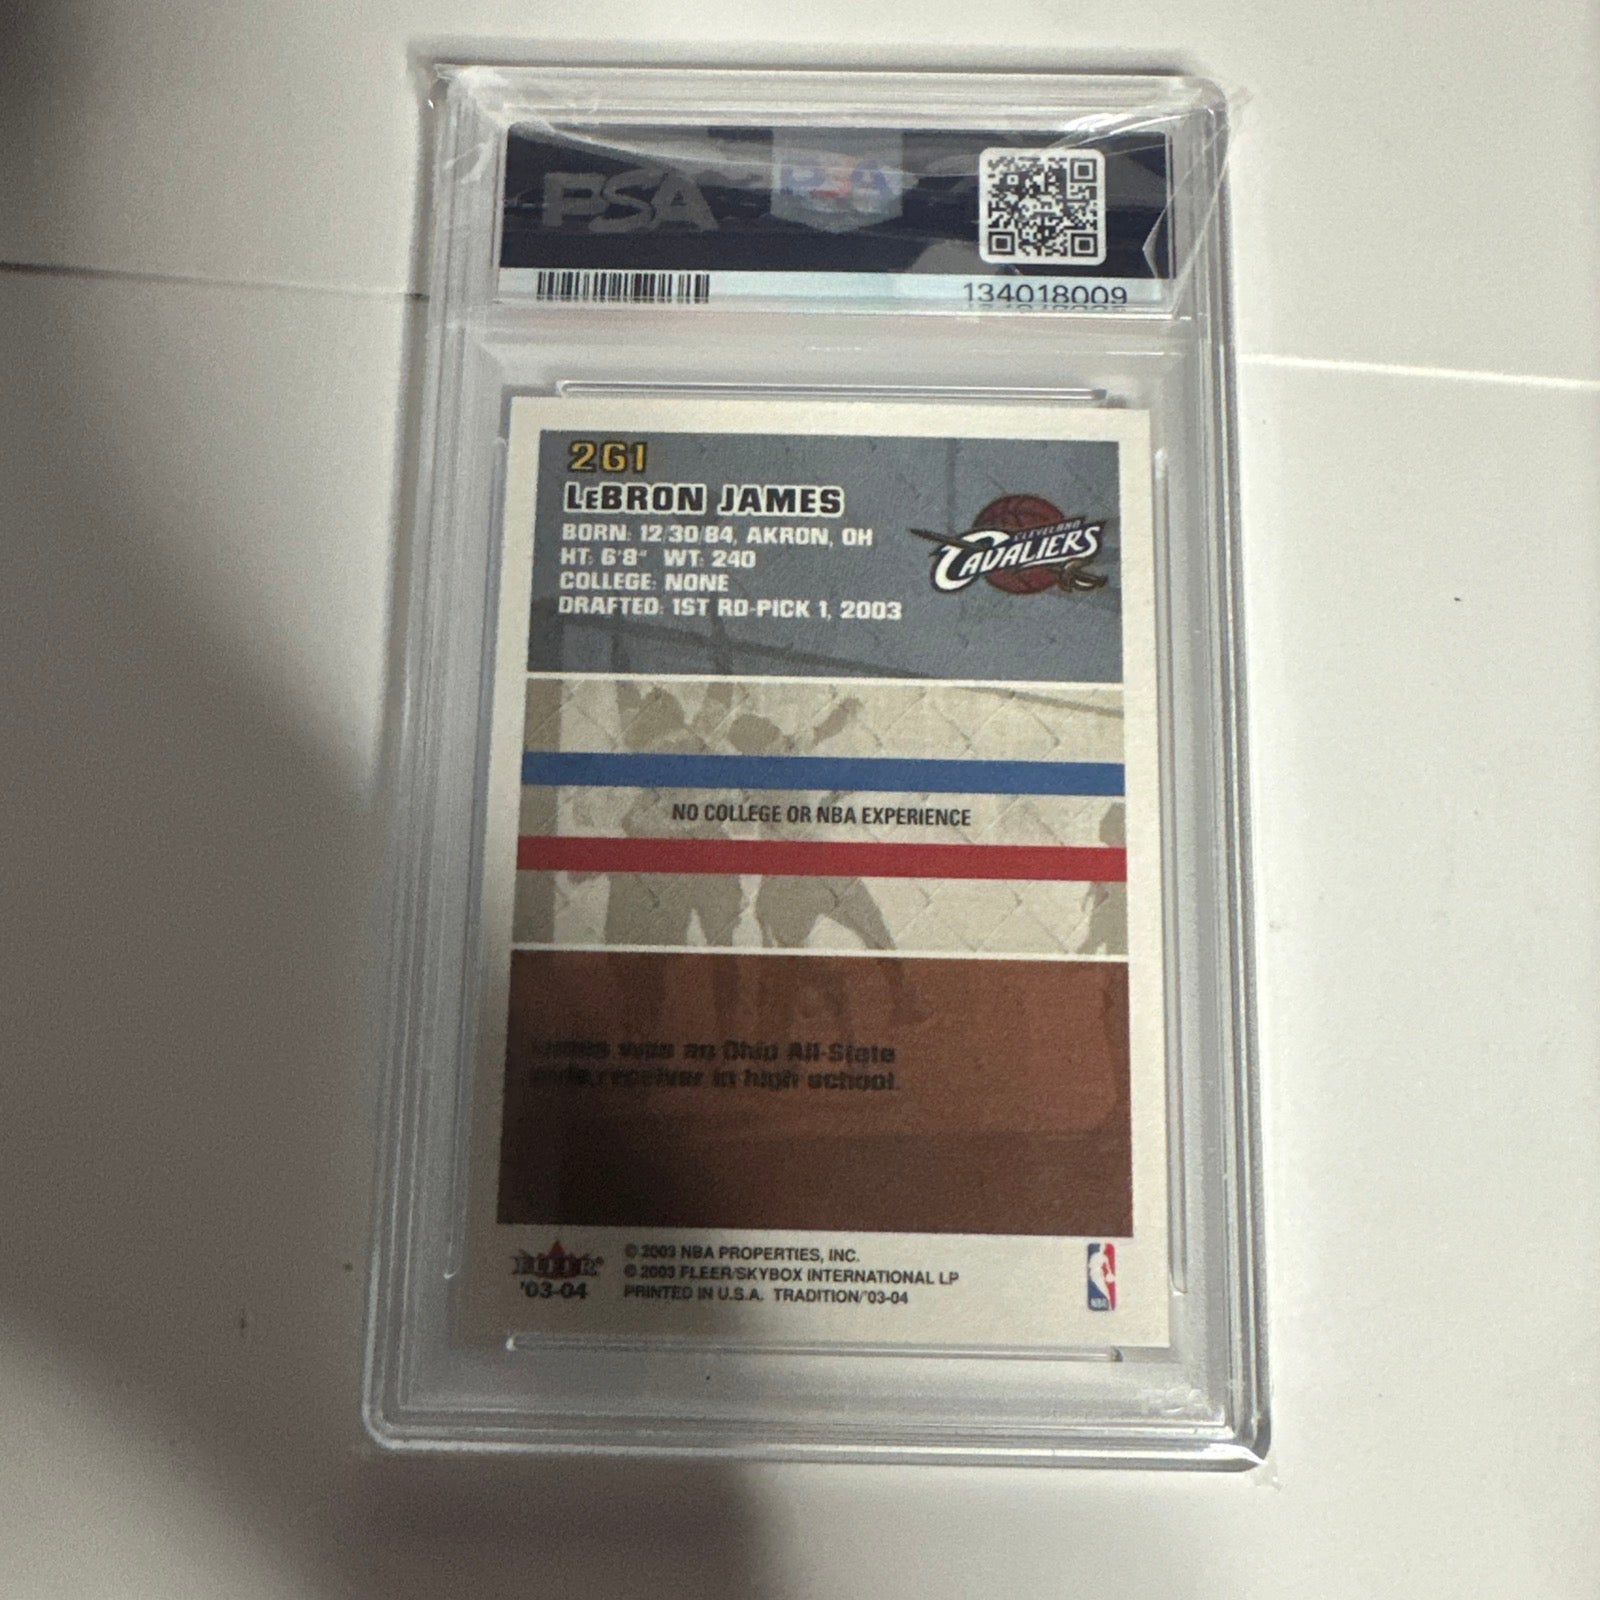 PSA
PSA
134018009
261
LeBRON JAMES
BORN: 12/30/84, AKRON, OH
HT: 6'8" WT: 240
COLLEGE: NONE
DRAFTED: 1ST RD-PICK 1, 2003
CLEVELAND
CAVALIERS
NO COLLEGE OR NBA EXPERIENCE
James was an Ohio All-State
wide receiver in high school.
FLEER
'03-04
© 2003 NBA PROPERTIES, INC.
© 2003 FLEER/SKYBOX INTERNATIONAL LP
PRINTED IN U.S.A. TRADITION/'03-04
NBA